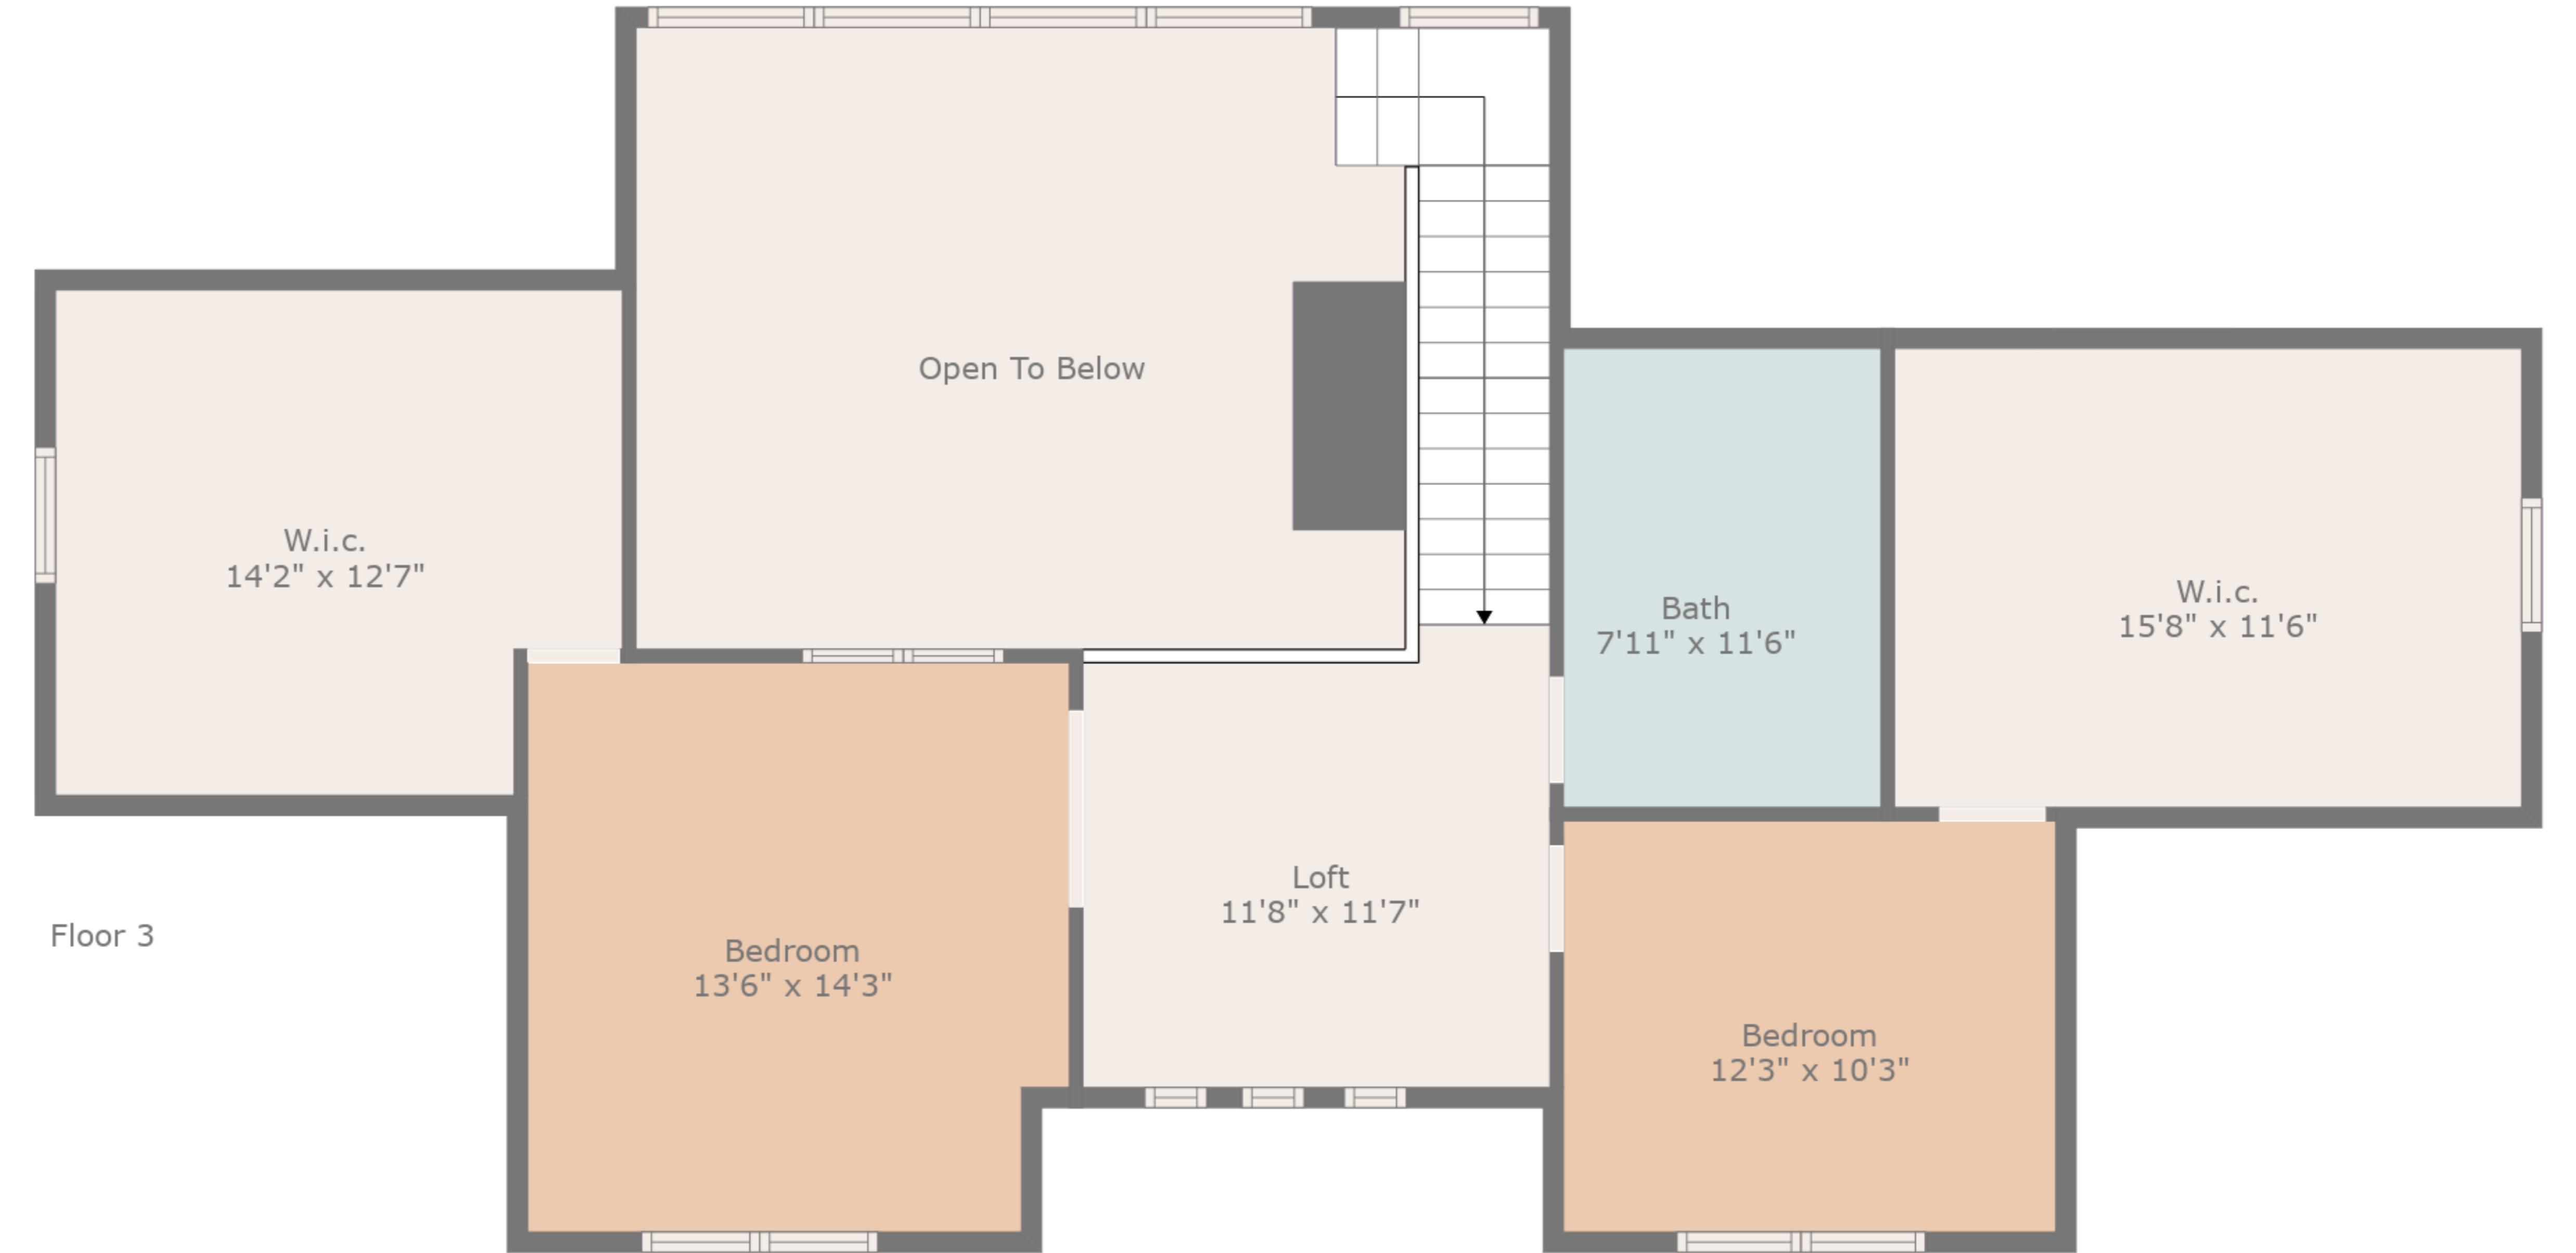 Open To Below
W.i.c.
14'2" x 12'7"
Bath
7'11" x 11'6"
W.i.c.
15'8" x 11'6"
Loft
11'8" x 11'7"
Floor 3
Bedroom
13'6" x 14'3"
Bedroom
12'3" x 10'3"